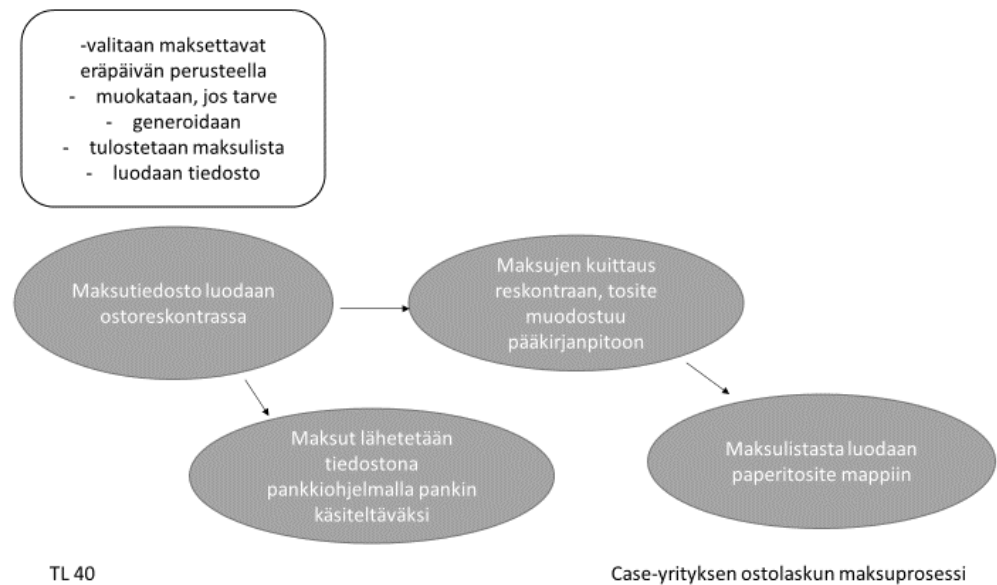 -valitaan maksettavat
eräpäivän perusteella
- muokataan, jos tarve
- generoidaan
- tulostetaan maksulista
- luodaan tiedosto
Maksutiedosto luodaan
ostoreskontrassa
Maksujen kuittaus
reskontraan, tosite
muodostuu
pääkirjanpitoon
Maksut lähetetään
tiedostona
pankkiohjelmalla pankin
käsiteltäväksi
Maksulistasta luodaan
paperitosite mappiin
TL 40
Case-yrityksen ostolaskun maksuprosessi